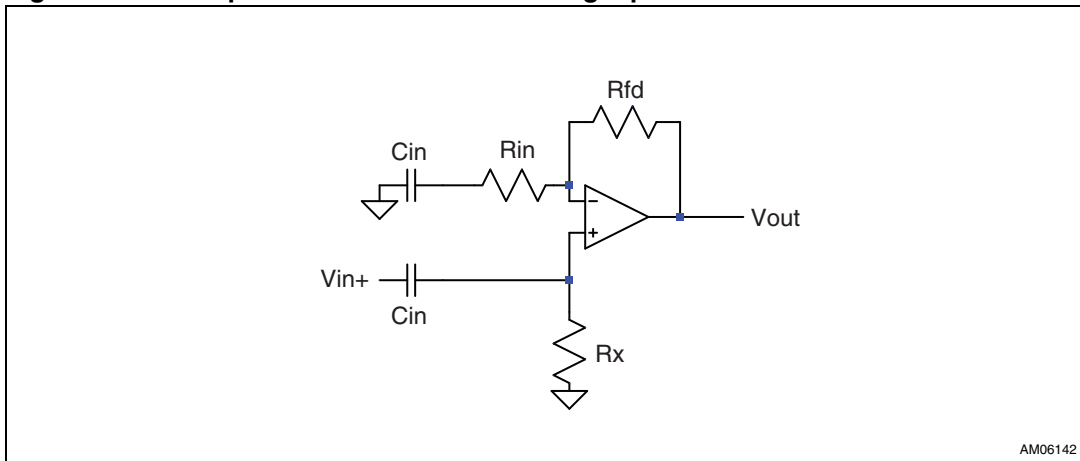 Rfd
Cin
Rin
−
+
Vout
Vin+
Cin
Rx
AM06142